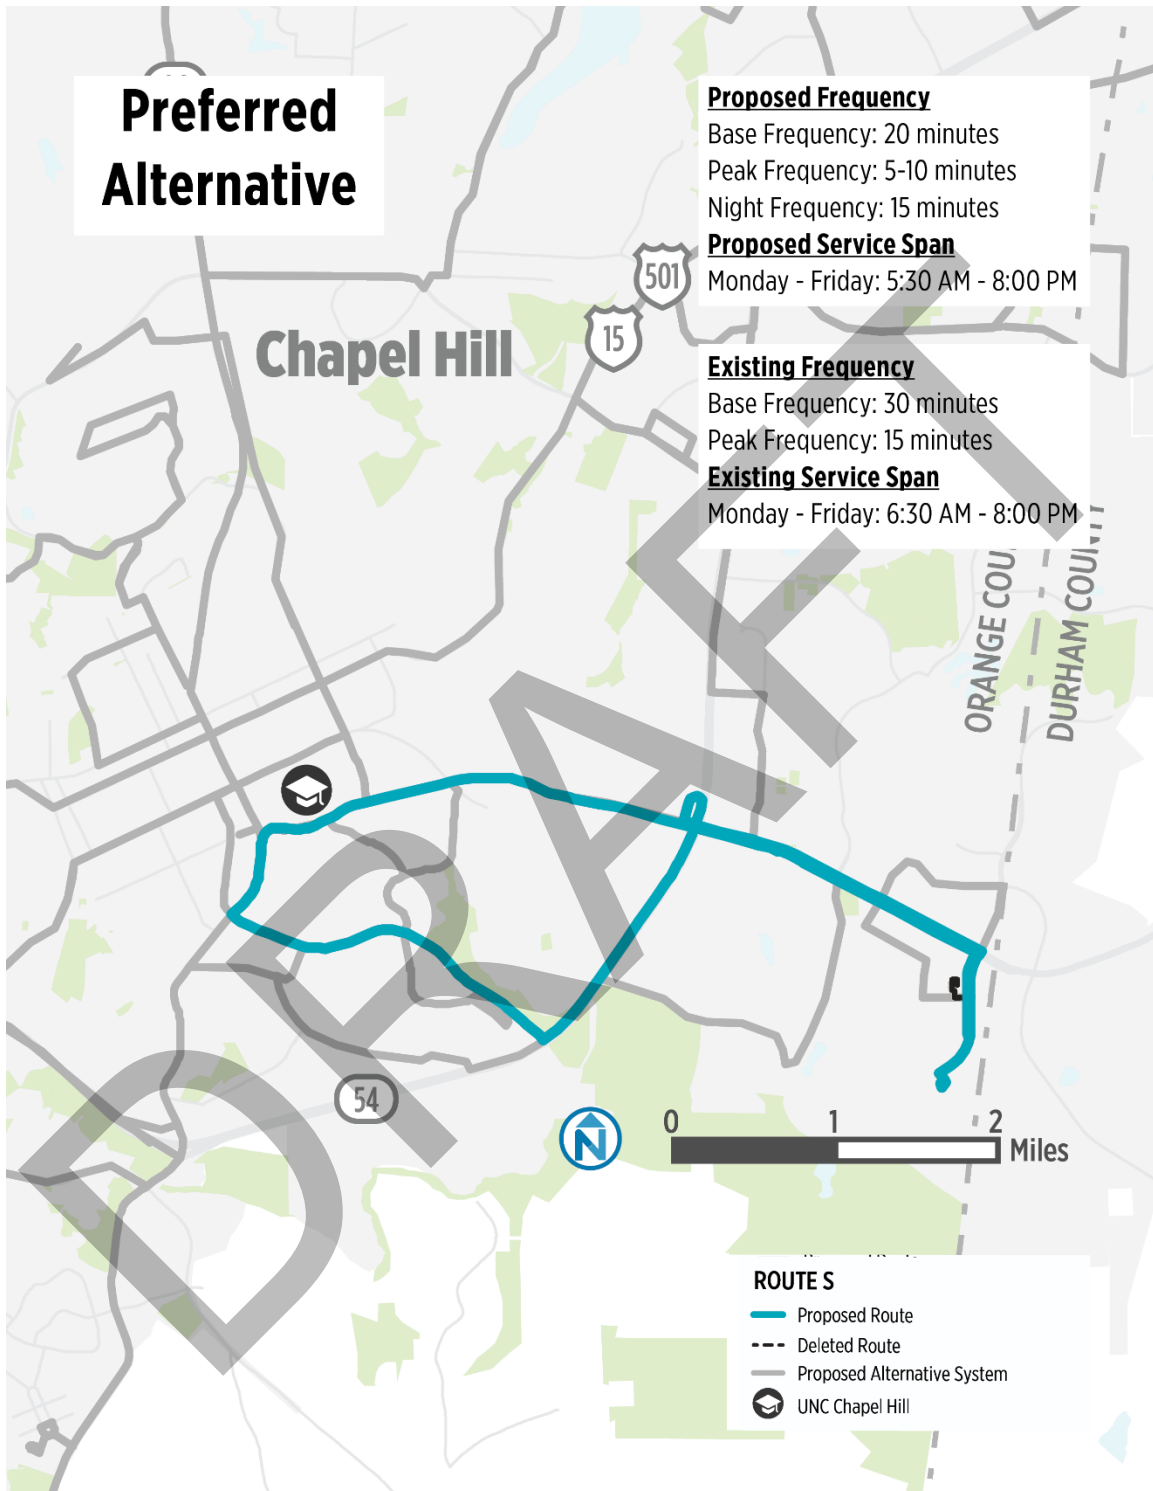 Preferred
Alternative
Proposed Frequency
Base Frequency: 20 minutes
Peak Frequency: 5-10 minutes
Night Frequency: 15 minutes
Proposed Service Span
Monday - Friday: 5:30 AM - 8:00 PM
501
15
Chapel Hill
Existing Frequency
Base Frequency: 30 minutes
Peak Frequency: 15 minutes
Existing Service Span
Monday - Friday: 6:30 AM - 8:00 PM
ORANGE COU
DURHAM COUNTY
DRAFT
54
N
0 1 2
Miles
ROUTE S
Proposed Route
Deleted Route
Proposed Alternative System
UNC Chapel Hill